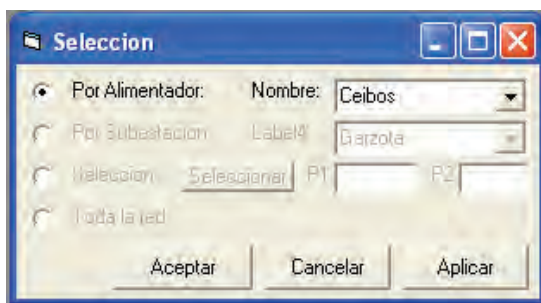 Seleccion
Por Alimentador: Nombre: Ceibos
Por Subestacion Label4 Garzota
Seleccion Seleccionar P1 P2
Toda la red
Aceptar Cancelar Aplicar